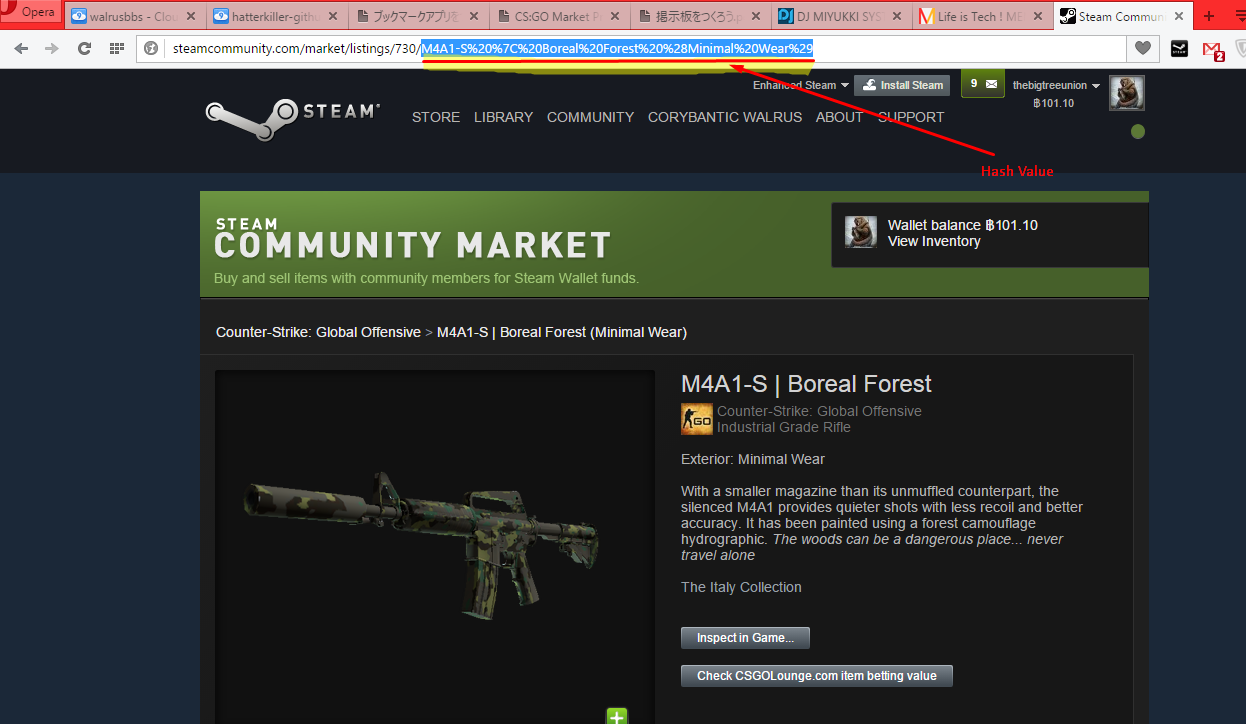 Opera
walrusbbs - Clou
hatterkiller-gith
ブックマークアプリを
CS:GO Market P
掲示板をつくろう.p
DJ MIYUKKI SYS
Life is Tech ! ME
Steam Commun
steamcommunity.com/market/listings/730/M4A1-S%20%7C%20Boreal%20Forest%20%28Minimal%20Wear%29
2
Enhanced Steam
Install Steam
9
thebigtreeunion
฿101.10
STEAM®
STORE LIBRARY COMMUNITY CORYBANTIC WALRUS ABOUT SUPPORT
Hash Value
STEAM
COMMUNITY MARKET
Buy and sell items with community members for Steam Wallet funds.
Wallet balance ฿101.10
View Inventory
Counter-Strike: Global Offensive > M4A1-S | Boreal Forest (Minimal Wear)
M4A1-S | Boreal Forest
GO
Counter-Strike: Global Offensive
Industrial Grade Rifle
Exterior: Minimal Wear
With a smaller magazine than its unmuffled counterpart, the
silenced M4A1 provides quieter shots with less recoil and better
accuracy. It has been painted using a forest camouflage
hydrographic. The woods can be a dangerous place... never
travel alone
The Italy Collection
Inspect in Game...
Check CSGOLounge.com item betting value